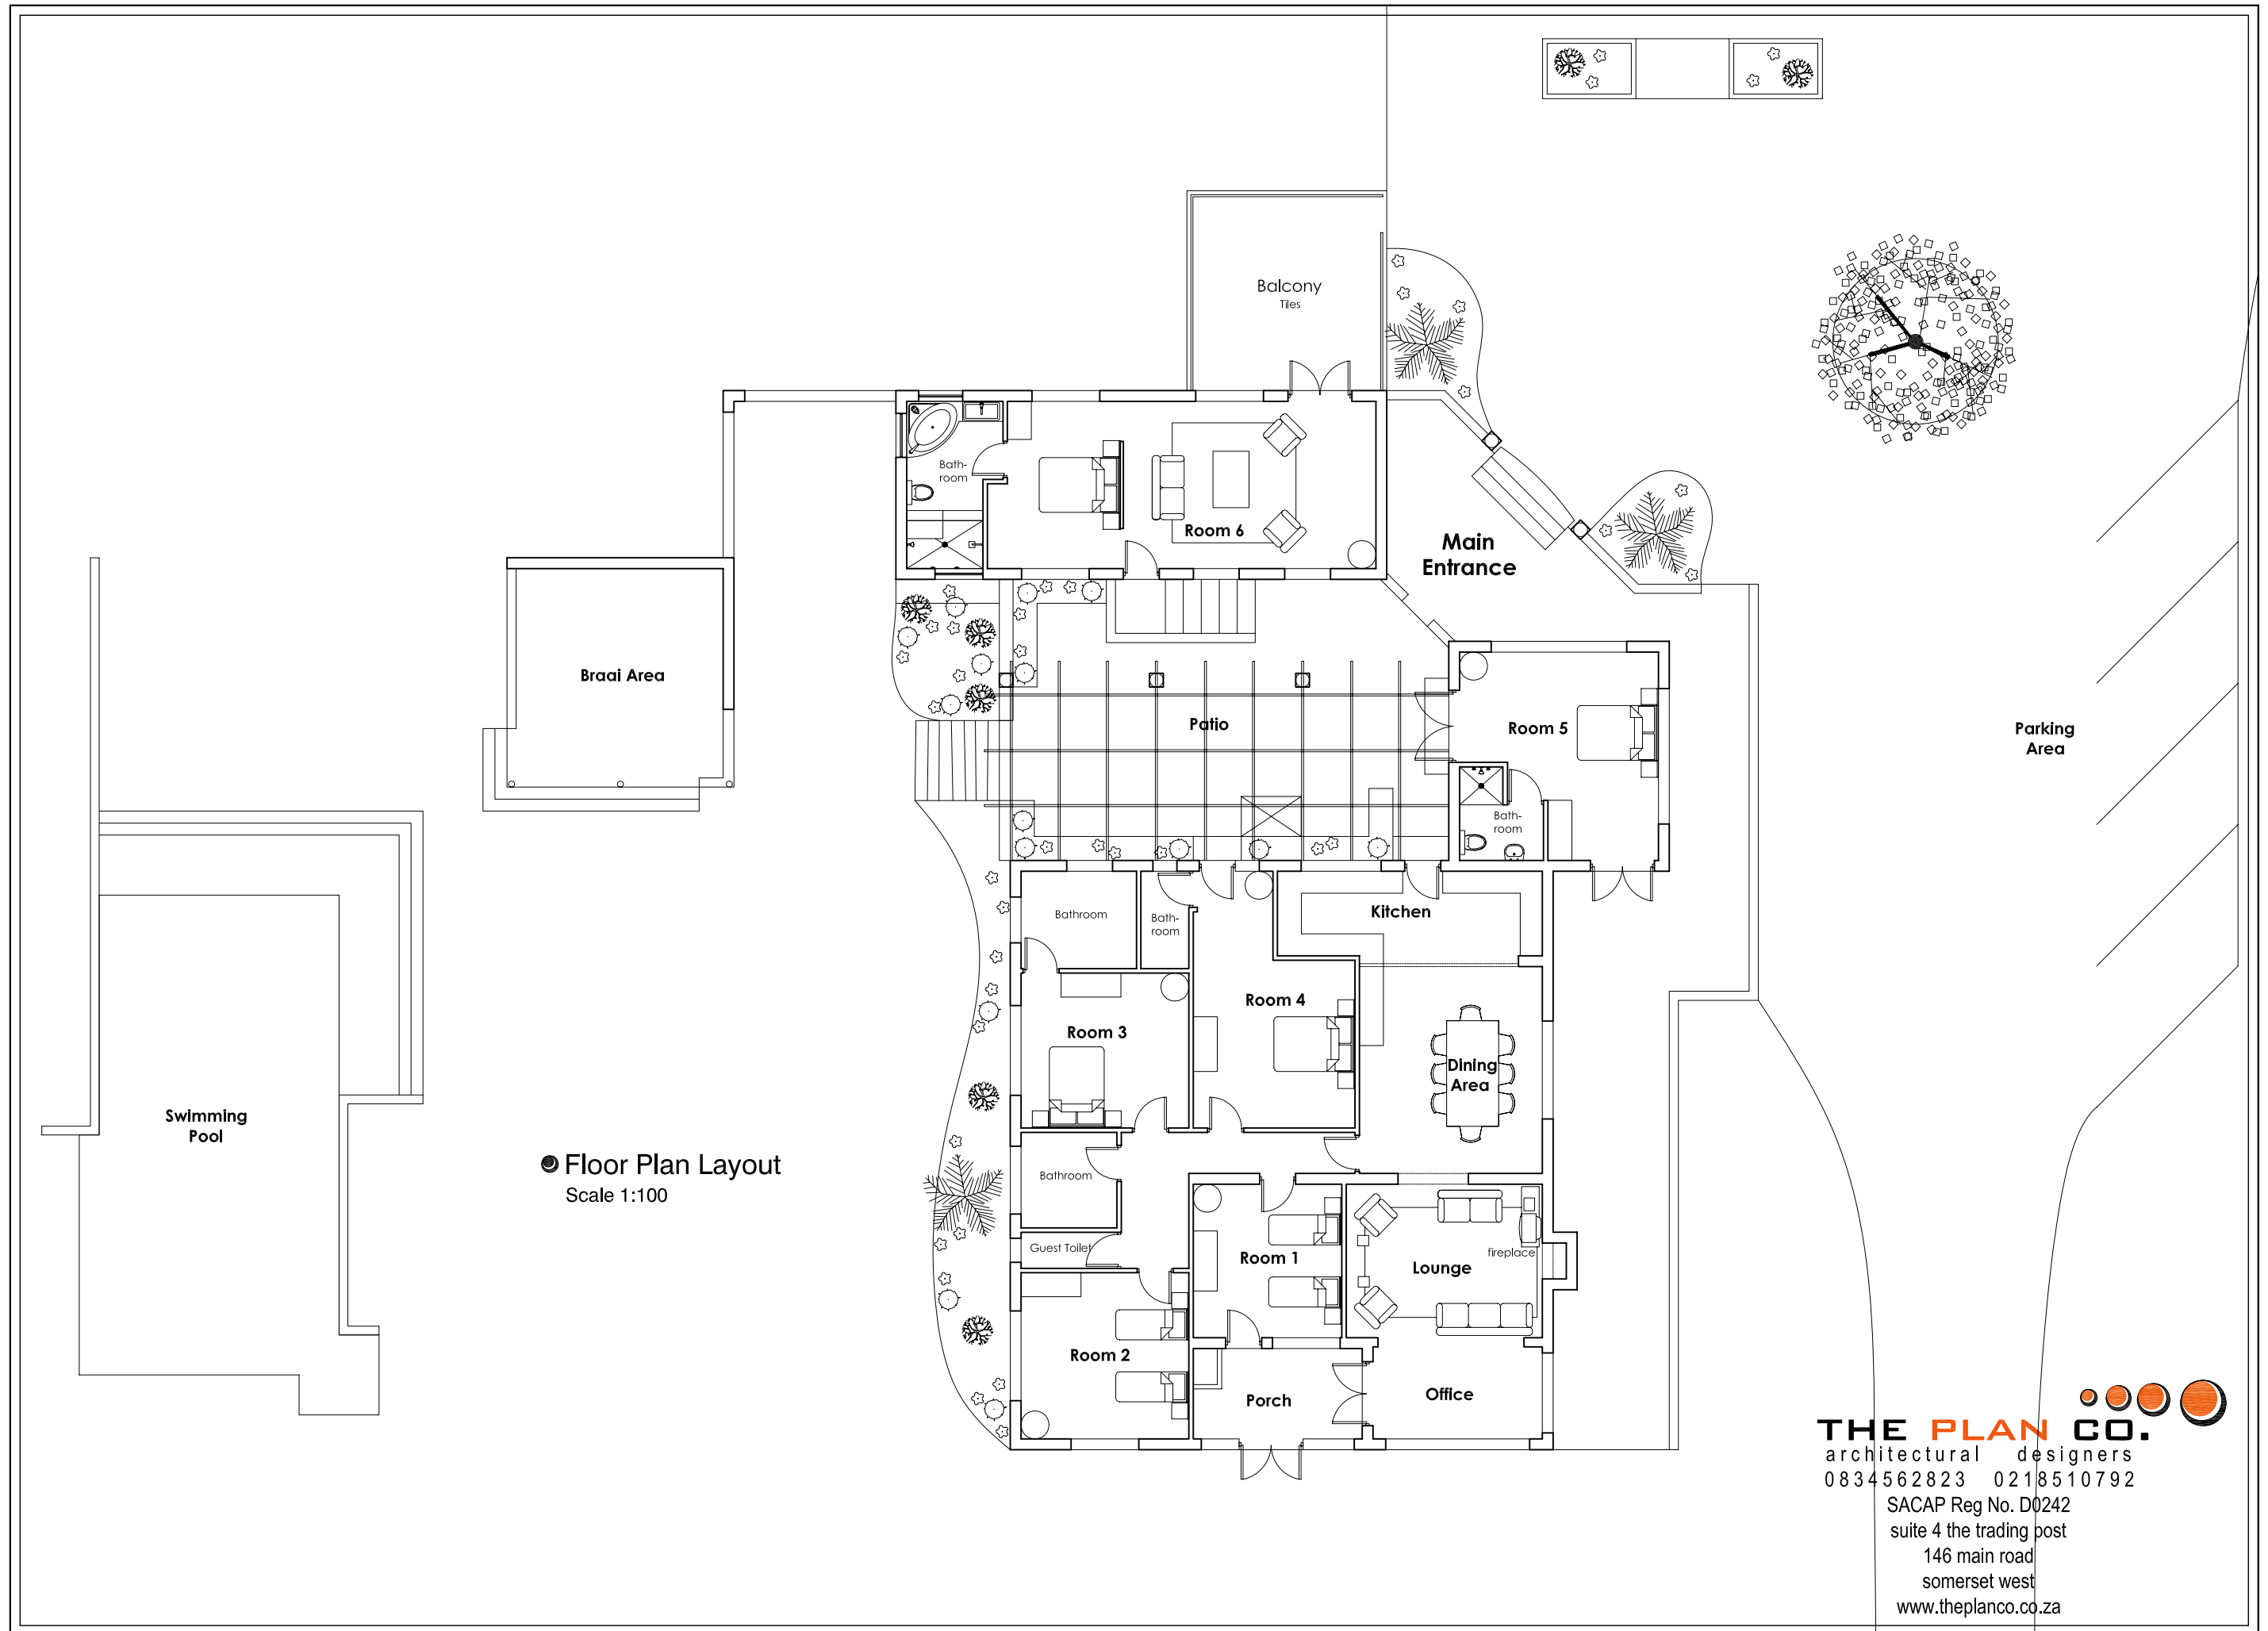 Balcony
Tiles
Bath-
room
Room 6
Main
Entrance
Braai Area
Patio
Room 5
Parking
Area
Bath-
room
Bathroom
Bath-
room
Kitchen
Room 4
Room 3
Dining
Area
Swimming
Pool
Floor Plan Layout
Scale 1:100
Bathroom
Guest Toilet
Room 1
fireplace
Lounge
Room 2
Porch
Office
THE PLAN CO.
architectural designers
0834562823 0218510792
SACAP Reg No. D0242
suite 4 the trading post
146 main road
somerset west
www.theplanco.co.za